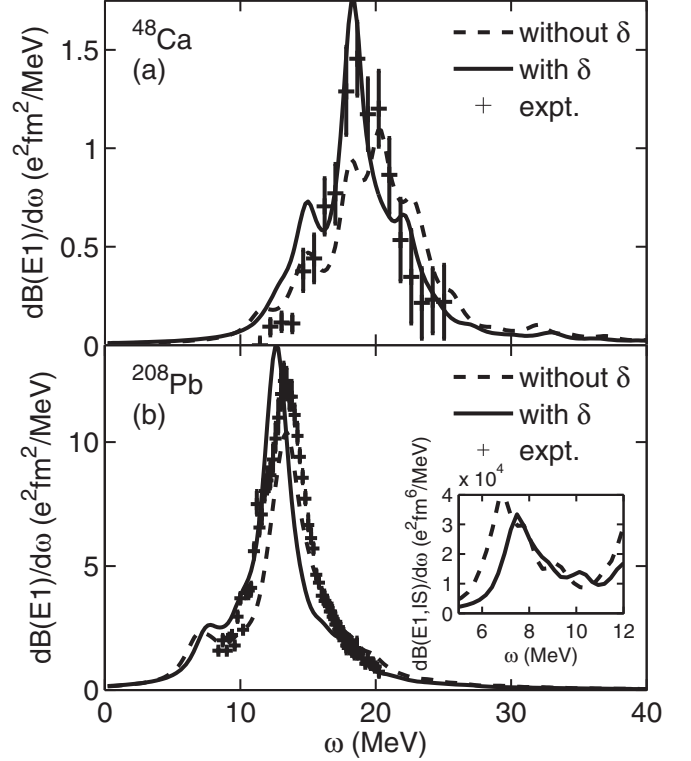 ⁴⁸Ca
(a)
without δ
with δ
expt.
dB(E1)/dω (e²fm²/MeV)
1.5
1
0.5
0
²⁰⁸Pb
(b)
without δ
with δ
expt.
dB(E1)/dω (e²fm²/MeV)
10
5
0
x 10⁴
dB(E1,IS)/dω (e²fm⁶/MeV)
4
3
2
1
0
6 8 10 12
ω (MeV)
0 10 20 30 40
ω (MeV)